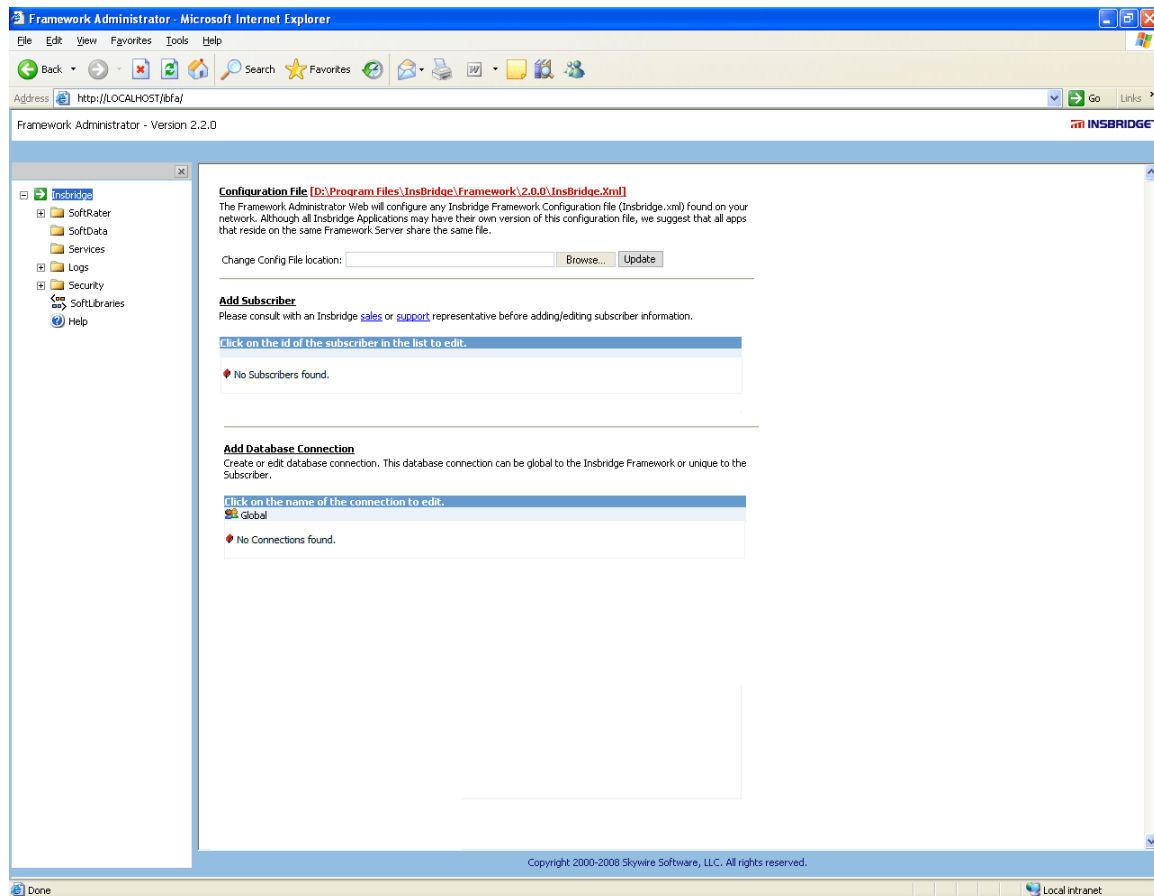 Framework Administrator - Microsoft Internet Explorer
File Edit View Favorites Tools Help
Back Search Favorites
Address http://LOCALHOST/ibfa/ Go Links
Framework Administrator - Version 2.2.0 INSBRIDGE
Insbridge
SoftRater
SoftData
Services
Logs
Security
SoftLibraries
Help
Configuration File [D:\Program Files\InsBridge\Framework\2.0.0\InsBridge.Xml]
The Framework Administrator Web will configure any Insbridge Framework Configuration file (Insbridge.xml) found on your
network. Although all Insbridge Applications may have their own version of this configuration file, we suggest that all apps
that reside on the same Framework Server share the same file.
Change Config File location: Browse... Update
Add Subscriber
Please consult with an Insbridge sales or support representative before adding/editing subscriber information.
Click on the id of the subscriber in the list to edit.
No Subscribers found.
Add Database Connection
Create or edit database connection. This database connection can be global to the Insbridge Framework or unique to the
Subscriber.
Click on the name of the connection to edit.
Global
No Connections found.
Copyright 2000-2008 Skywire Software, LLC. All rights reserved.
Done Local intranet